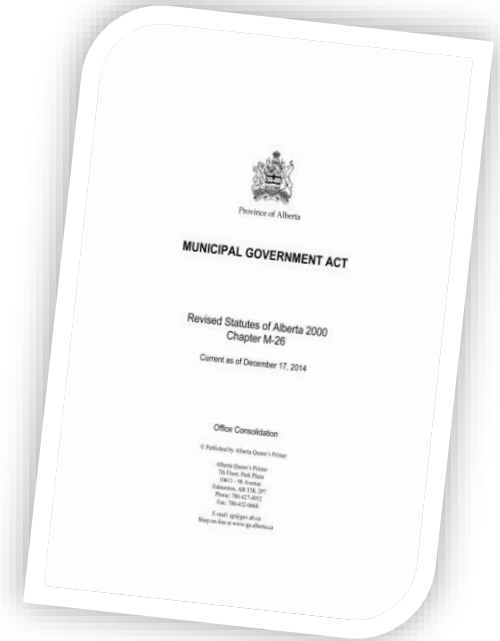 Province of Alberta
MUNICIPAL GOVERNMENT ACT
Revised Statutes of Alberta 2000
Chapter M-26
Current as of December 17, 2014
Office Consolidation
© Published by Alberta Queen's Printer
Alberta Queen's Printer
7th Floor, Park Plaza
10611 - 98 Avenue
Edmonton, AB T5K 2P7
Phone: 780-427-4952
Fax: 780-452-0668
E-mail: qp@gov.ab.ca
Shop on-line at www.qp.alberta.ca